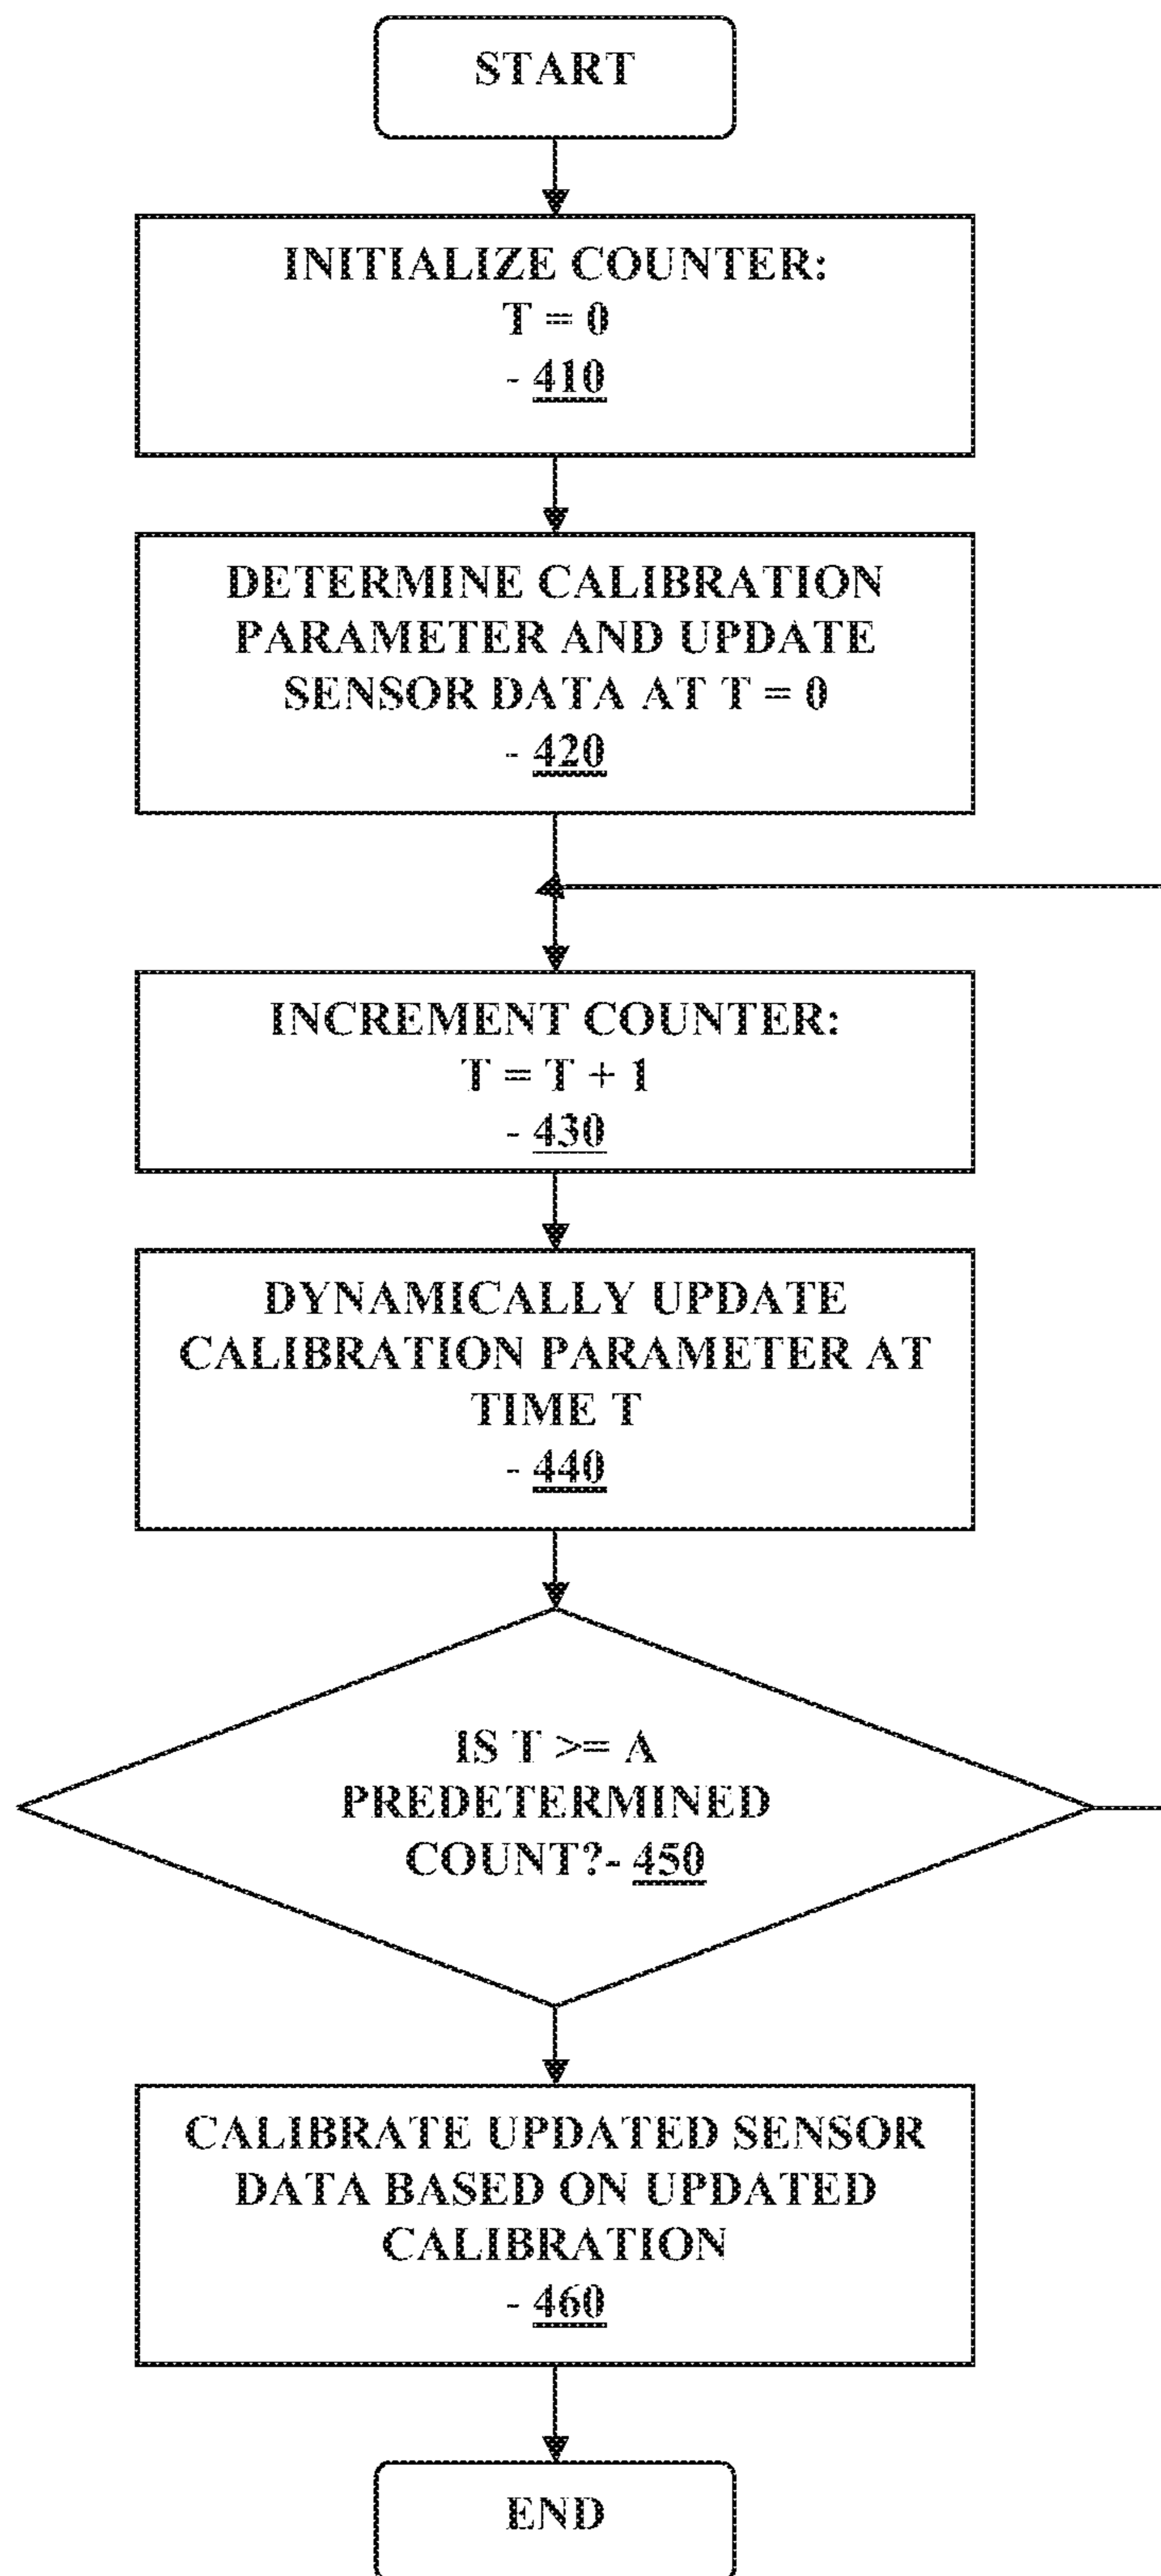 START
INITIALIZE COUNTER:
T = 0
- 410
DETERMINE CALIBRATION
PARAMETER AND UPDATE
SENSOR DATA AT T = 0
- 420
INCREMENT COUNTER:
T = T + 1
- 430
DYNAMICALLY UPDATE
CALIBRATION PARAMETER AT
TIME T
- 440
IS T >= A
PREDETERMINED
COUNT?- 450
CALIBRATE UPDATED SENSOR
DATA BASED ON UPDATED
CALIBRATION
- 460
END